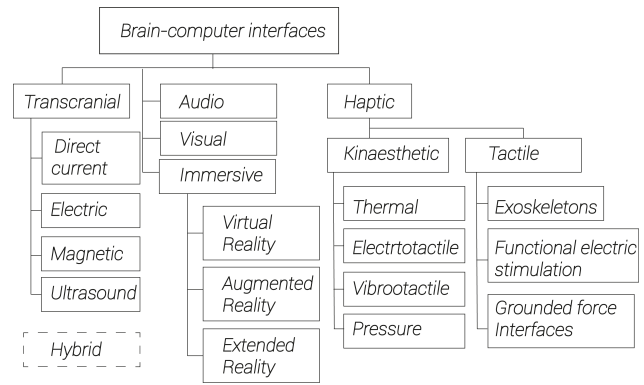 Brain-computer interfaces
Transcranial
Direct
current
Electric
Magnetic
Ultrasound
Hybrid
Audio
Visual
Immersive
Virtual
Reality
Augmented
Reality
Extended
Reality
Haptic
Kinaesthetic
Thermal
Electrtotactile
Vibrootactile
Pressure
Tactile
Exoskeletons
Functional electric
stimulation
Grounded force
Interfaces